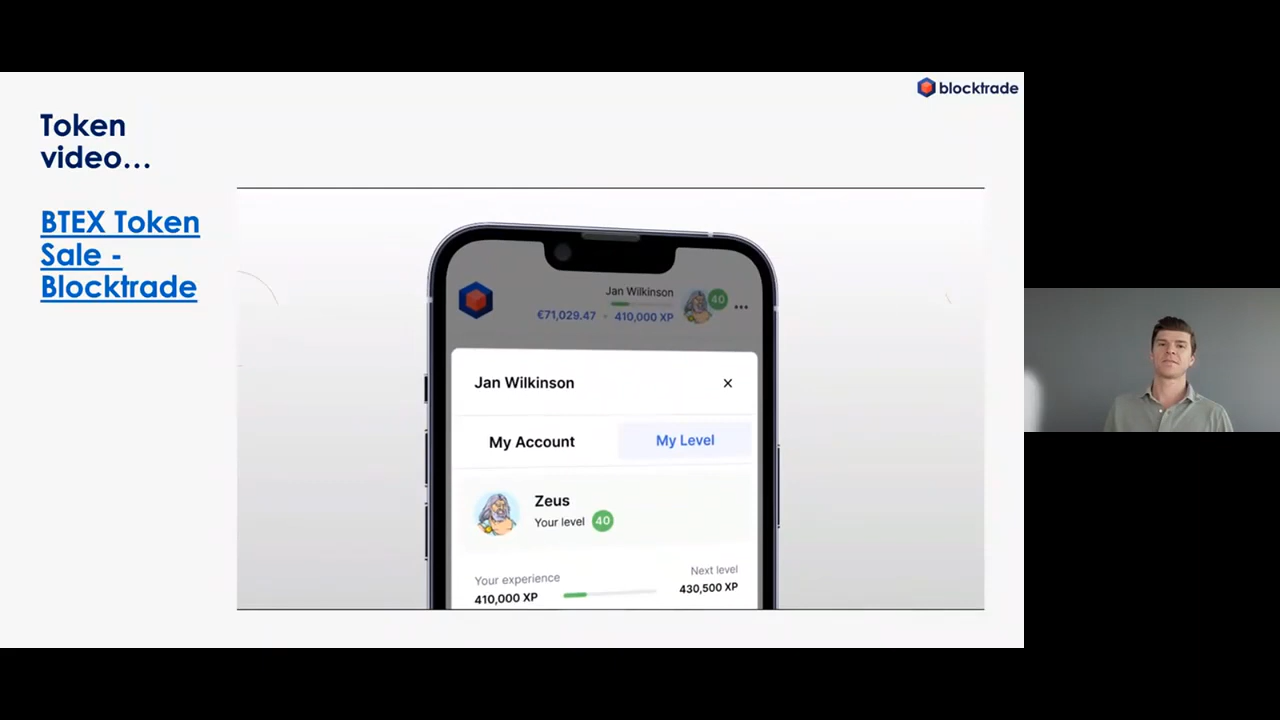 blocktrade
Token
video…
BTEX Token
Sale -
Blocktrade
Jan Wilkinson
40
€71,029.47 • 410,000 XP
Jan Wilkinson
My Account
My Level
Zeus
Your level 40
Your experience
Next level
410,000 XP
430,500 XP